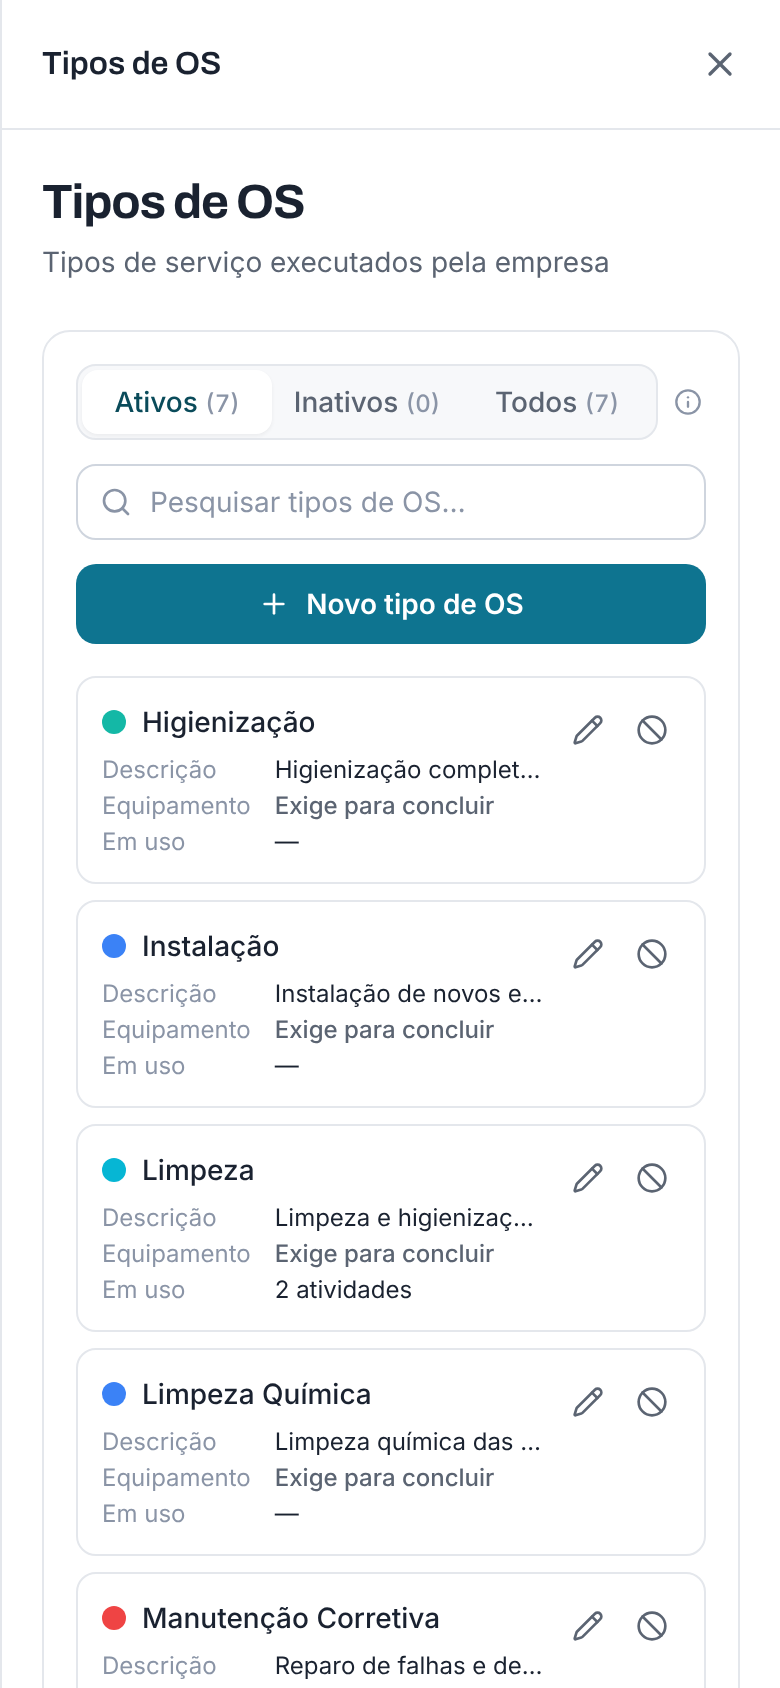 Tipos de OS
Tipos de OS
Tipos de serviço executados pela empresa
Ativos (7) Inativos (0) Todos (7)
Pesquisar tipos de OS...
+ Novo tipo de OS
Higienização
Descrição Higienização complet...
Equipamento Exige para concluir
Em uso —
Instalação
Descrição Instalação de novos e...
Equipamento Exige para concluir
Em uso —
Limpeza
Descrição Limpeza e higienizaç...
Equipamento Exige para concluir
Em uso 2 atividades
Limpeza Química
Descrição Limpeza química das ...
Equipamento Exige para concluir
Em uso —
Manutenção Corretiva
Descrição Reparo de falhas e de...